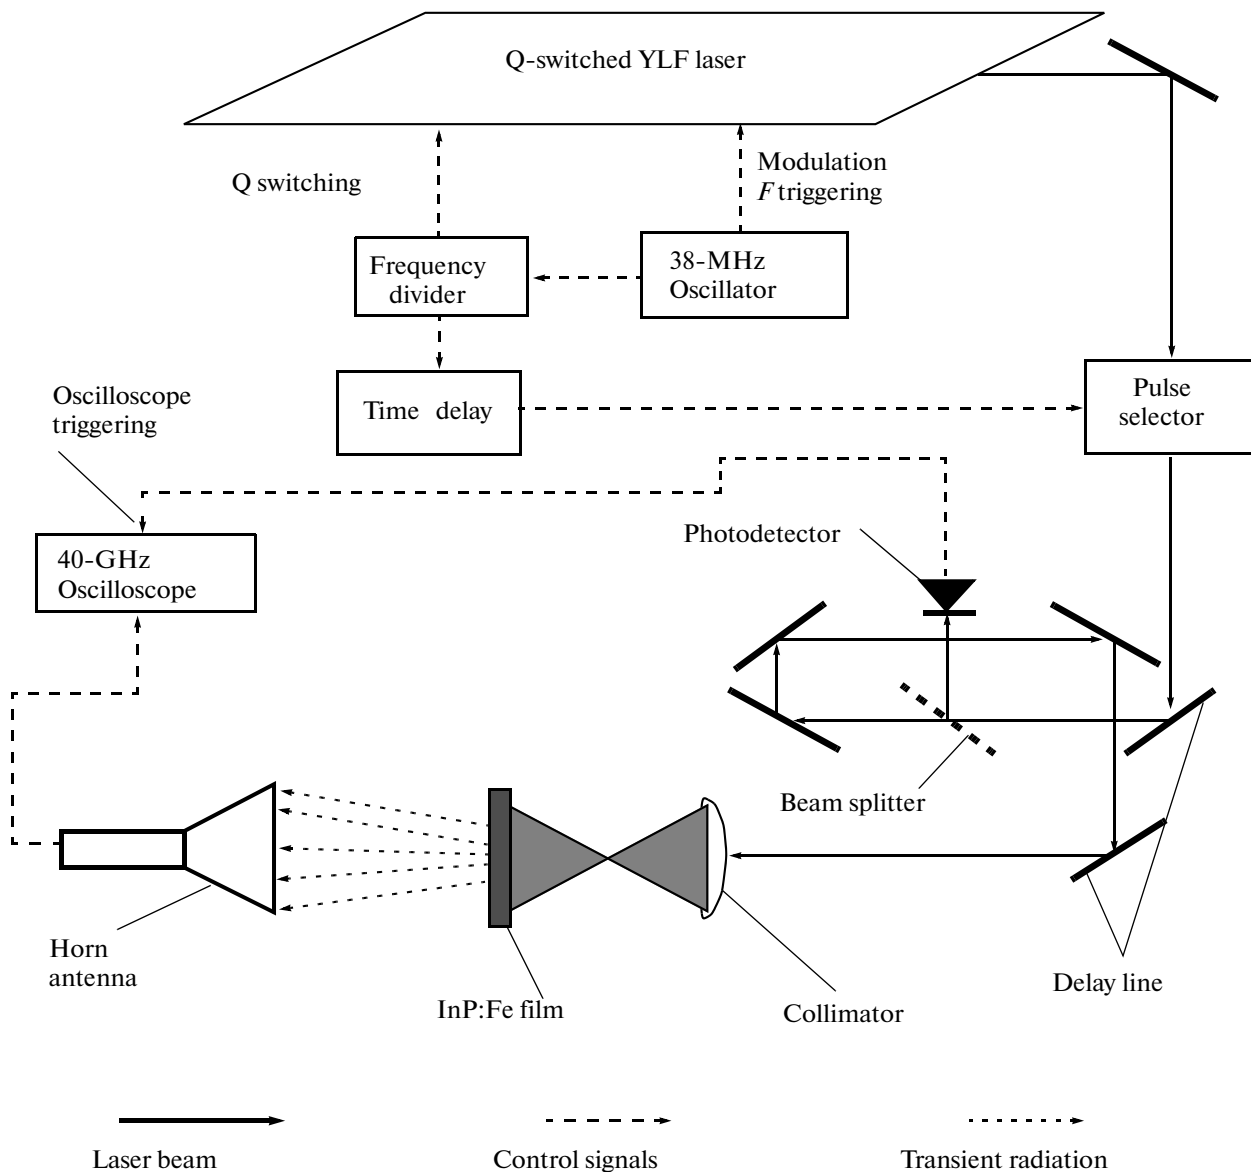 Q-switched YLF laser
Q switching
Modulation
F triggering
Frequency
divider
38-MHz
Oscillator
Time delay
Pulse
selector
Oscilloscope
triggering
40-GHz
Oscilloscope
Photodetector
Beam splitter
Horn
antenna
InP:Fe film
Collimator
Delay line
Laser beam
Control signals
Transient radiation